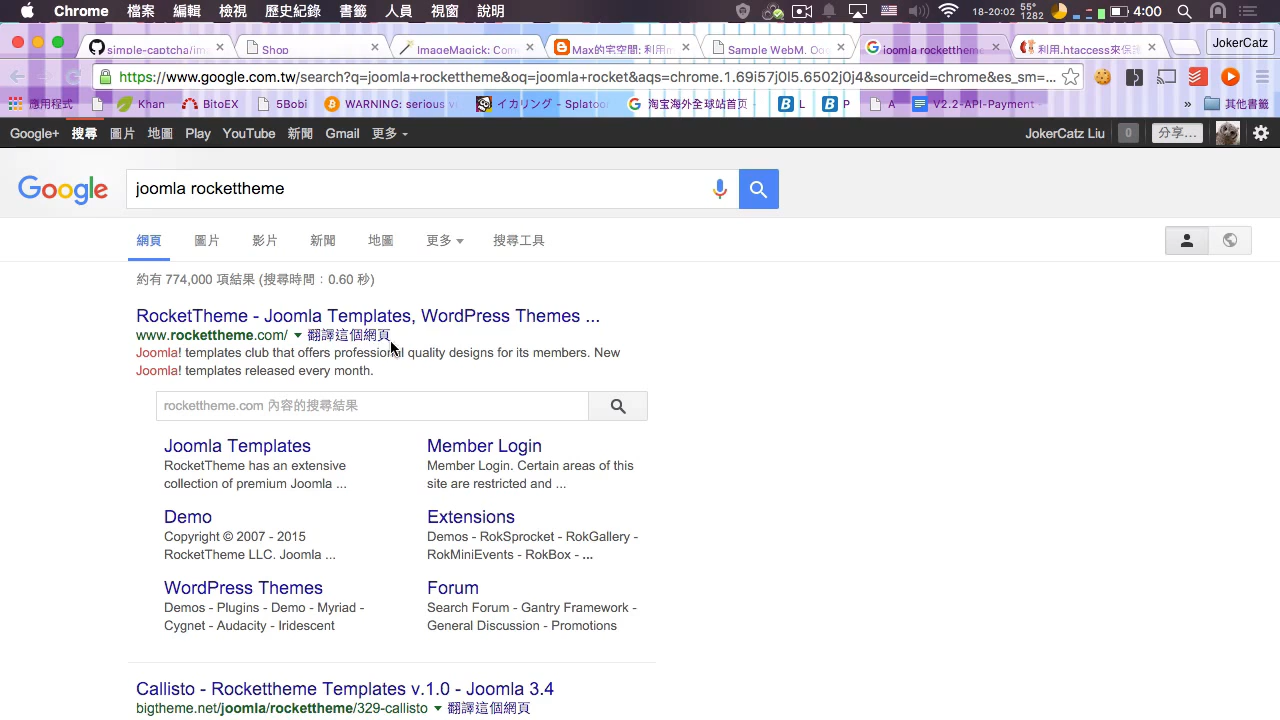 Chrome 檔案 編輯 檢視 歷史紀錄 書籤 人員 視窗 說明 18-20:02 55° 1282 4:00
simple-captcha/im Shop ImageMagick: Com Max的宅空間: 利用m Sample WebM, Ogg joomla rockettheme 利用.htaccess來保護 JokerCatz
https://www.google.com.tw/search?q=joomla+rockettheme&oq=joomla+rocket&aqs=chrome.1.69i57j0l5.6502j0j4&sourceid=chrome&es_sm=...
應用程式 Khan BitoEX 5Bobi WARNING: serious イカリング - Splatoo 淘宝海外全球站首页 L P A V2.2-API-Payment » 其他書籤
Google+ 搜尋 圖片 地圖 Play YouTube 新聞 Gmail 更多 JokerCatz Liu 0 分享...
Google joomla rockettheme
網頁 圖片 影片 新聞 地圖 更多 搜尋工具
約有 774,000 項結果 (搜尋時間：0.60 秒)
RocketTheme - Joomla Templates, WordPress Themes ...
www.rockettheme.com/ 翻譯這個網頁
Joomla! templates club that offers professional quality designs for its members. New
Joomla! templates released every month.
rockettheme.com 內容的搜尋結果
Joomla Templates
RocketTheme has an extensive
collection of premium Joomla ...
Member Login
Member Login. Certain areas of this
site are restricted and ...
Demo
Copyright © 2007 - 2015
RocketTheme LLC. Joomla ...
Extensions
Demos - RokSprocket - RokGallery -
RokMiniEvents - RokBox - ...
WordPress Themes
Demos - Plugins - Demo - Myriad -
Cygnet - Audacity - Iridescent
Forum
Search Forum - Gantry Framework -
General Discussion - Promotions
Callisto - Rockettheme Templates v.1.0 - Joomla 3.4
bigtheme.net/joomla/rockettheme/329-callisto 翻譯這個網頁